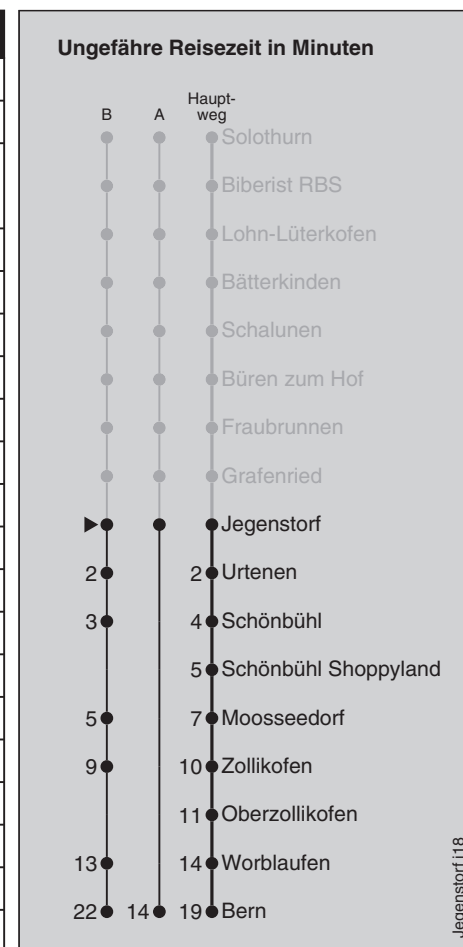 Ungefähre Reisezeit in Minuten
B A Haupt-
weg
Solothurn
Biberist RBS
Lohn-Lüterkofen
Bätterkinden
Schalunen
Büren zum Hof
Fraubrunnen
Grafenried
Jegenstorf
2 2 Urtenen
3 4 Schönbühl
5 Schönbühl Shoppyland
5 7 Moosseedorf
9 10 Zollikofen
11 Oberzollikofen
13 14 Worblaufen
22 14 19 Bern
Jegenstorf i18